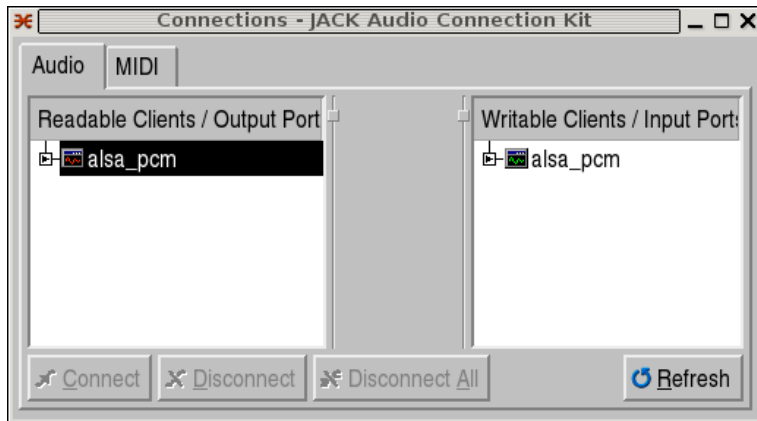 Connections - JACK Audio Connection Kit
Audio
MIDI
Readable Clients / Output Port
Writable Clients / Input Ports
alsa_pcm
alsa_pcm
Connect
Disconnect
Disconnect All
Refresh